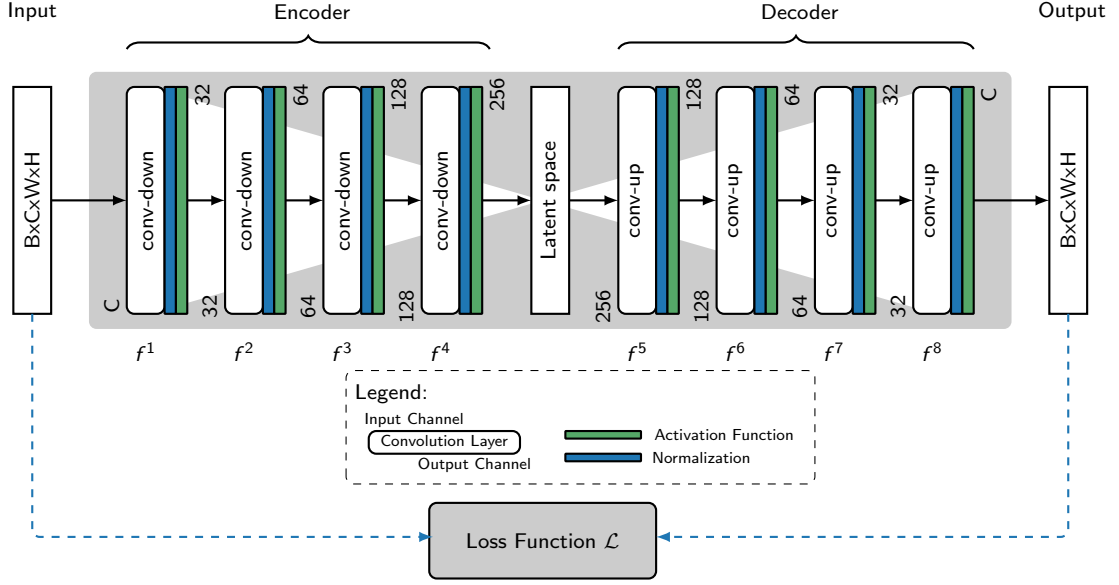 Input
Encoder
Decoder
Output
BxCxWxH
C
conv-down
32
32
conv-down
64
64
conv-down
128
128
conv-down
256
Latent space
256
conv-up
128
128
conv-up
64
64
conv-up
32
32
conv-up
C
BxCxWxH
f¹
f²
f³
f⁴
f⁵
f⁶
f⁷
f⁸
Legend:
Input Channel
Convolution Layer
Output Channel
Activation Function
Normalization
Loss Function ℒ